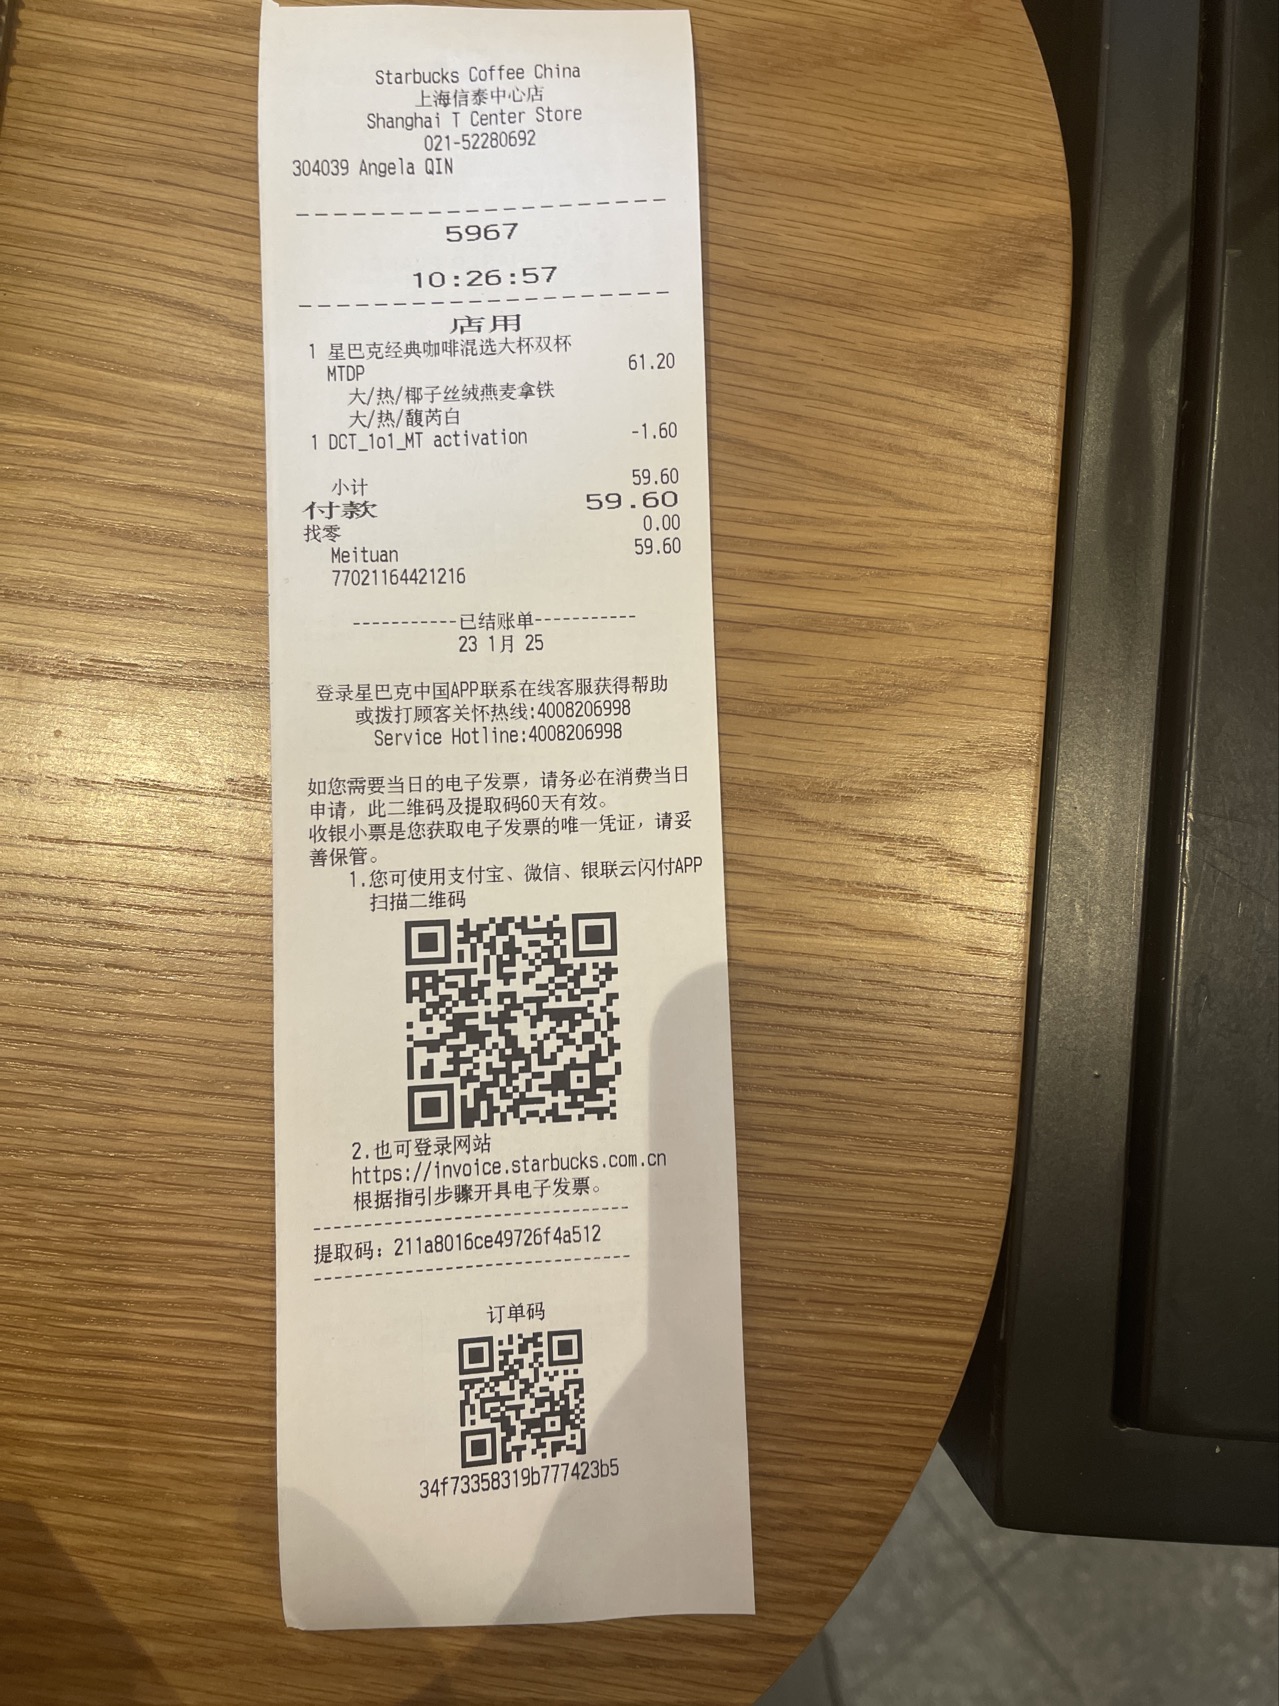 Starbucks Coffee China
上海信泰中心店
Shanghai T Center Store
021-52280692
304039 Angela QIN
5967
10:26:57
店用
1 星巴克经典咖啡混选大杯双杯
MTDP 61.20
大/热/椰子丝绒燕麦拿铁
大/热/馥芮白
1 DCT_1o1_MT activation -1.60
小计 59.60
付款 59.60
找零 0.00
Meituan 59.60
77021164421216
-----------已结账单-----------
23 1月 25
登录星巴克中国APP联系在线客服获得帮助
或拨打顾客关怀热线:4008206998
Service Hotline:4008206998
如您需要当日的电子发票，请务必在消费当日
申请，此二维码及提取码60天有效。
收银小票是您获取电子发票的唯一凭证，请妥
善保管。
1.您可使用支付宝、微信、银联云闪付APP
扫描二维码
2.也可登录网站
https://invoice.starbucks.com.cn
根据指引步骤开具电子发票。
提取码：211a8016ce49726f4a512
订单码
34f73358319b777423b5